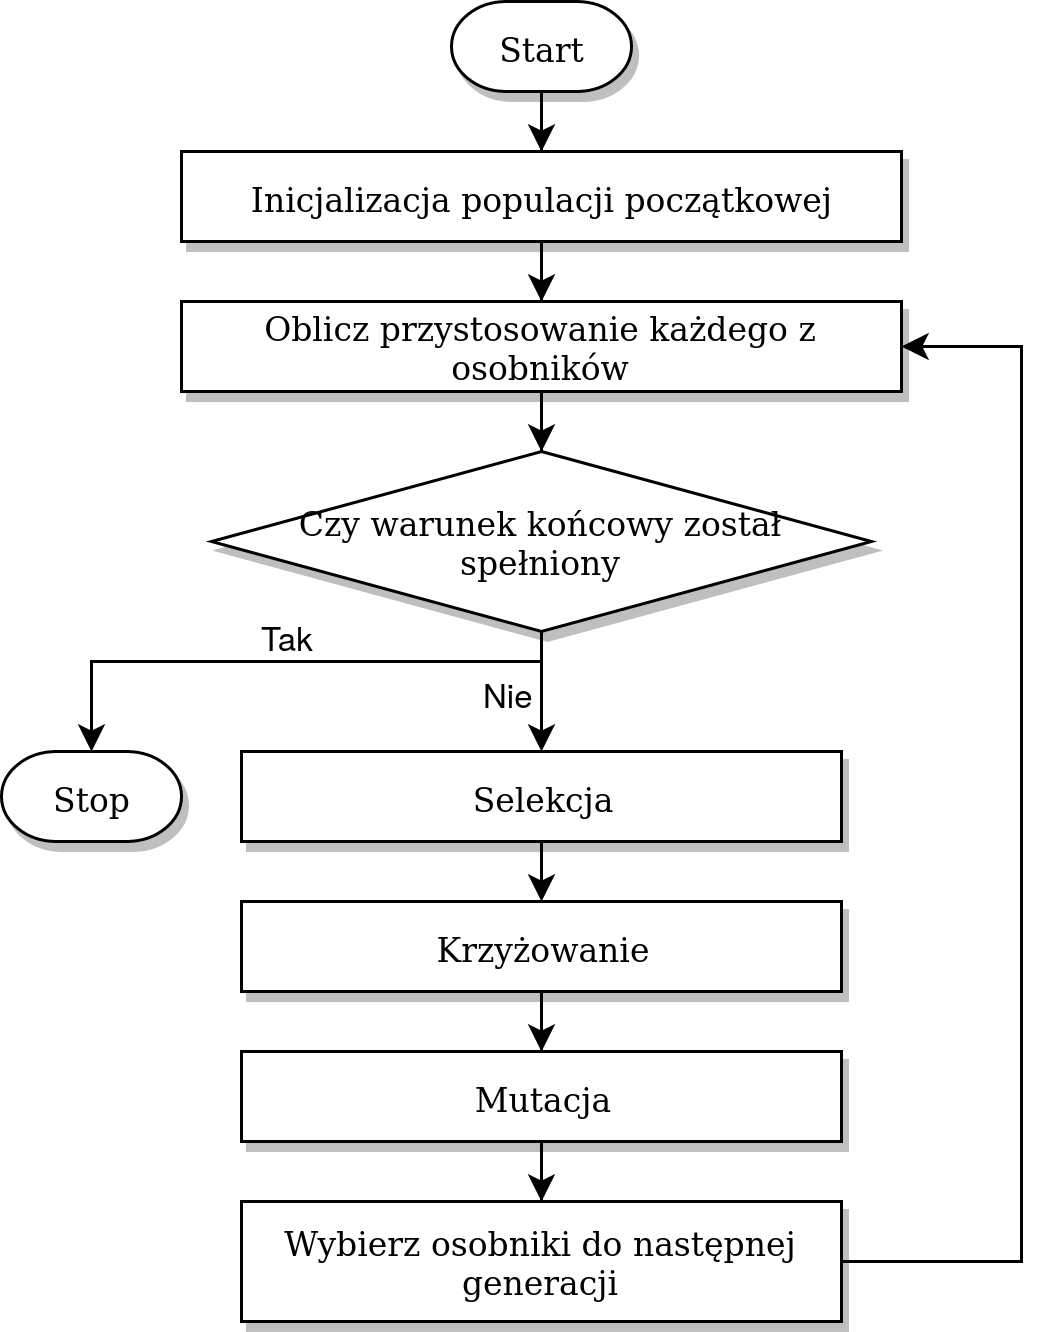 Start
Inicjalizacja populacji początkowej
Oblicz przystosowanie każdego z
osobników
Czy warunek końcowy został
spełniony
Tak
Nie
Stop
Selekcja
Krzyżowanie
Mutacja
Wybierz osobniki do następnej
generacji